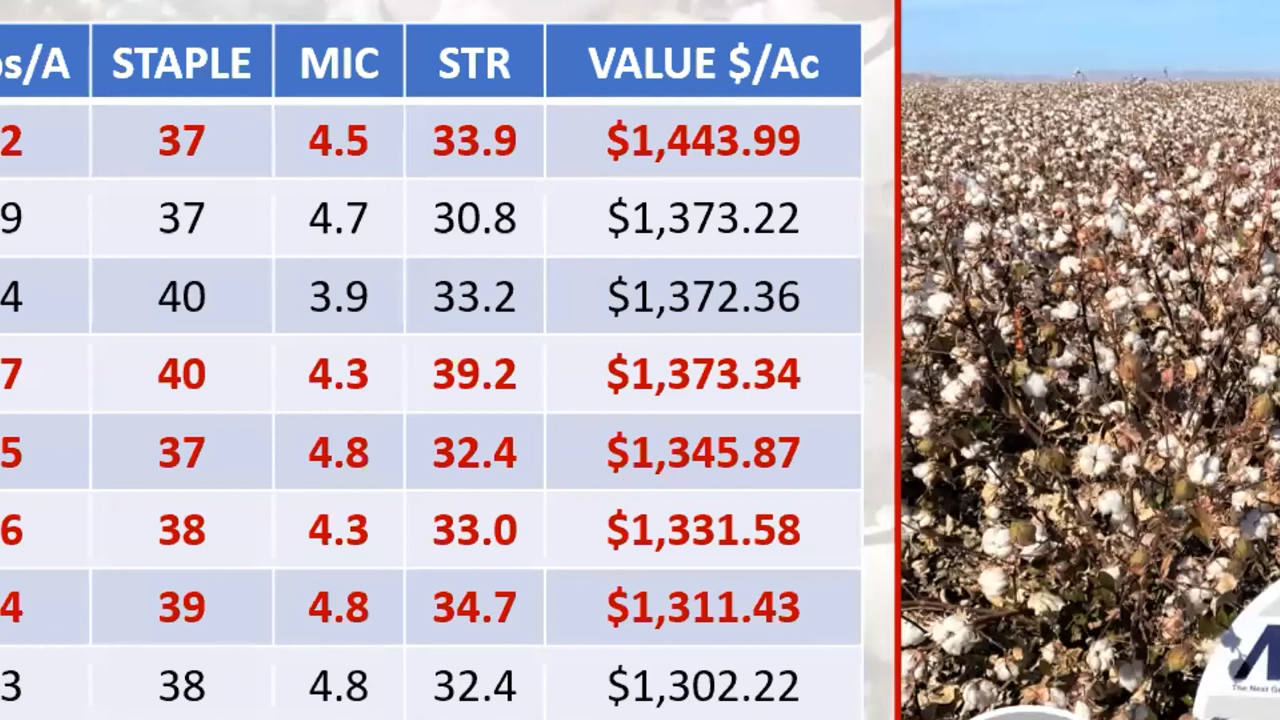 s/A STAPLE MIC STR VALUE $/Ac
2 37 4.5 33.9 $1,443.99
9 37 4.7 30.8 $1,373.22
4 40 3.9 33.2 $1,372.36
7 40 4.3 39.2 $1,373.34
5 37 4.8 32.4 $1,345.87
6 38 4.3 33.0 $1,331.58
4 39 4.8 34.7 $1,311.43
3 38 4.8 32.4 $1,302.22
The Next